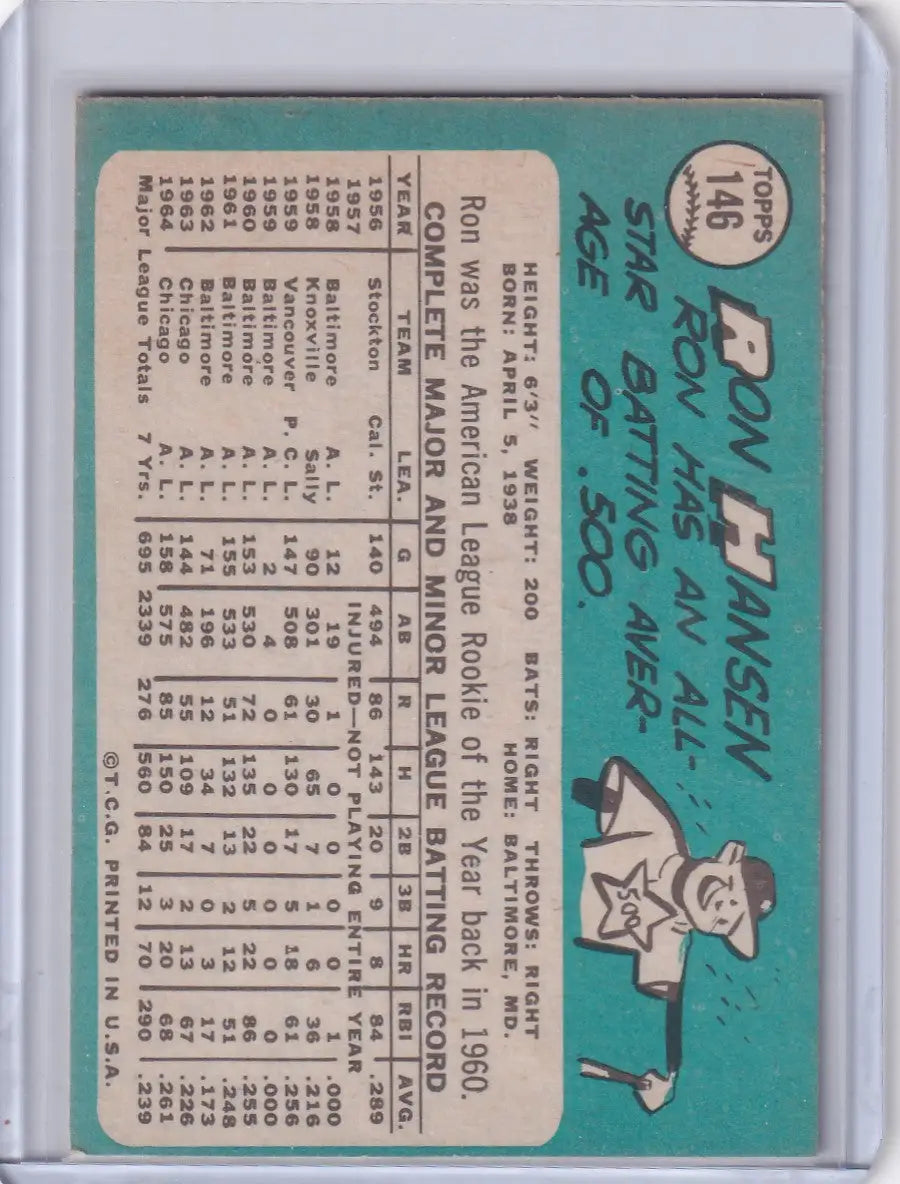 TOPPS
146
RON HANSEN
RON HAS AN ALL-
STAR BATTING AVER-
AGE OF .500.
500
HEIGHT: 6'3" WEIGHT: 200 BATS: RIGHT THROWS: RIGHT
BORN: APRIL 5, 1938 HOME: BALTIMORE, MD.
Ron was the American League Rookie of the Year back in 1960.
COMPLETE MAJOR AND MINOR LEAGUE BATTING RECORD
YEAR TEAM LEA. G AB R H 2B 3B HR RBI AVG.
1956 Stockton Cal. St. 140 494 86 143 20 9 8 84 .289
1957 INJURED—NOT PLAYING ENTIRE YEAR
1958 Baltimore A. L. 12 19 1 0 0 0 0 1 .000
1958 Knoxville Sally 90 301 30 65 7 1 6 36 .216
1959 Vancouver P. C. L. 147 508 61 130 17 5 18 61 .256
1959 Baltimore A. L. 2 4 0 0 0 0 0 0 .000
1960 Baltimore A. L. 153 530 72 135 22 5 22 86 .255
1961 Baltimore A. L. 155 533 51 132 13 2 12 51 .248
1962 Baltimore A. L. 71 196 12 34 7 0 3 17 .173
1963 Chicago A. L. 144 482 55 109 17 2 13 67 .226
1964 Chicago A. L. 158 575 85 150 25 3 20 68 .261
Major League Totals 7 Yrs. 695 2339 276 560 84 12 70 290 .239
©T.C.G. PRINTED IN U.S.A.